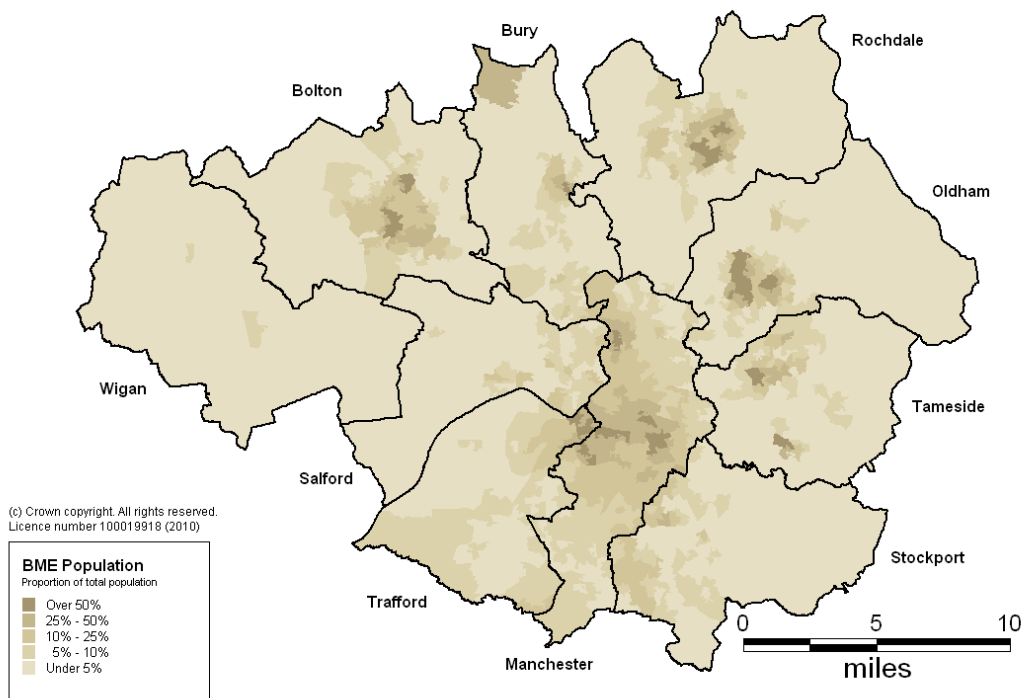 Bury
Rochdale
Bolton
Oldham
Wigan
Tameside
Salford
(c) Crown copyright. All rights reserved.
Licence number 100019918 (2010)
Stockport
BME Population
Proportion of total population
Over 50%
25% - 50%
10% - 25%
5% - 10%
Under 5%
Trafford
Manchester
0 5 10
miles